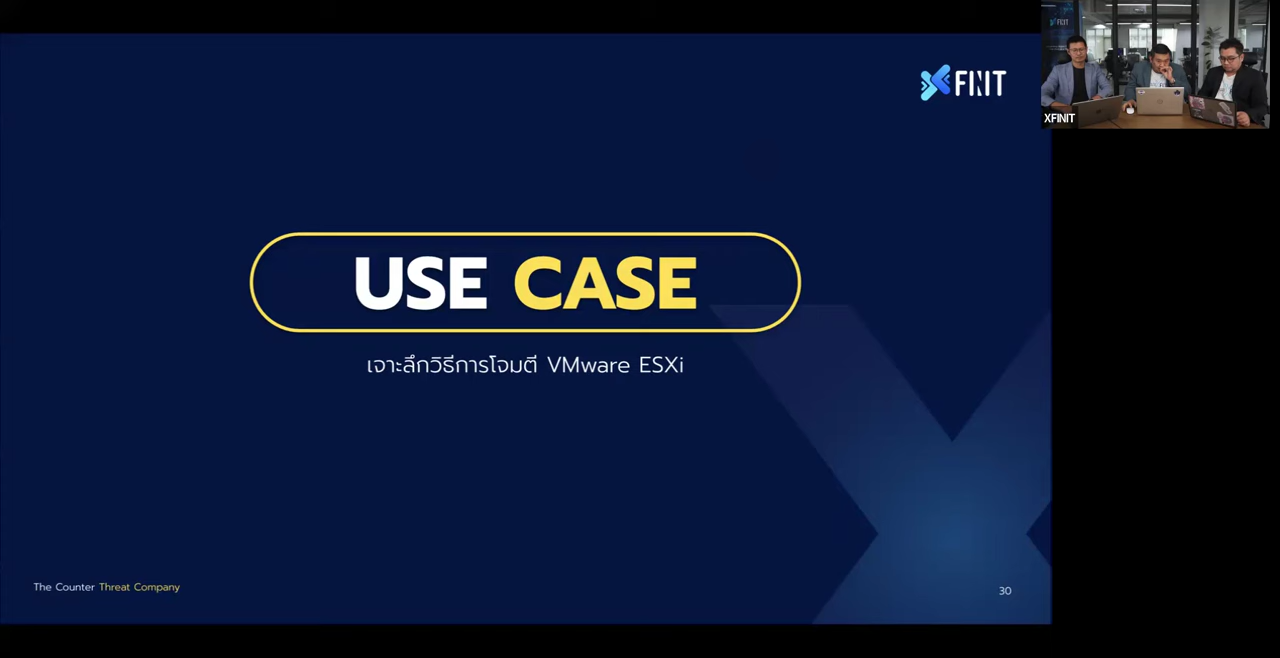 XFINIT
USE CASE
เจาะลึกวิธีการโจมตี VMware ESXi
The Counter Threat Company
30
XFINIT
XFINIT